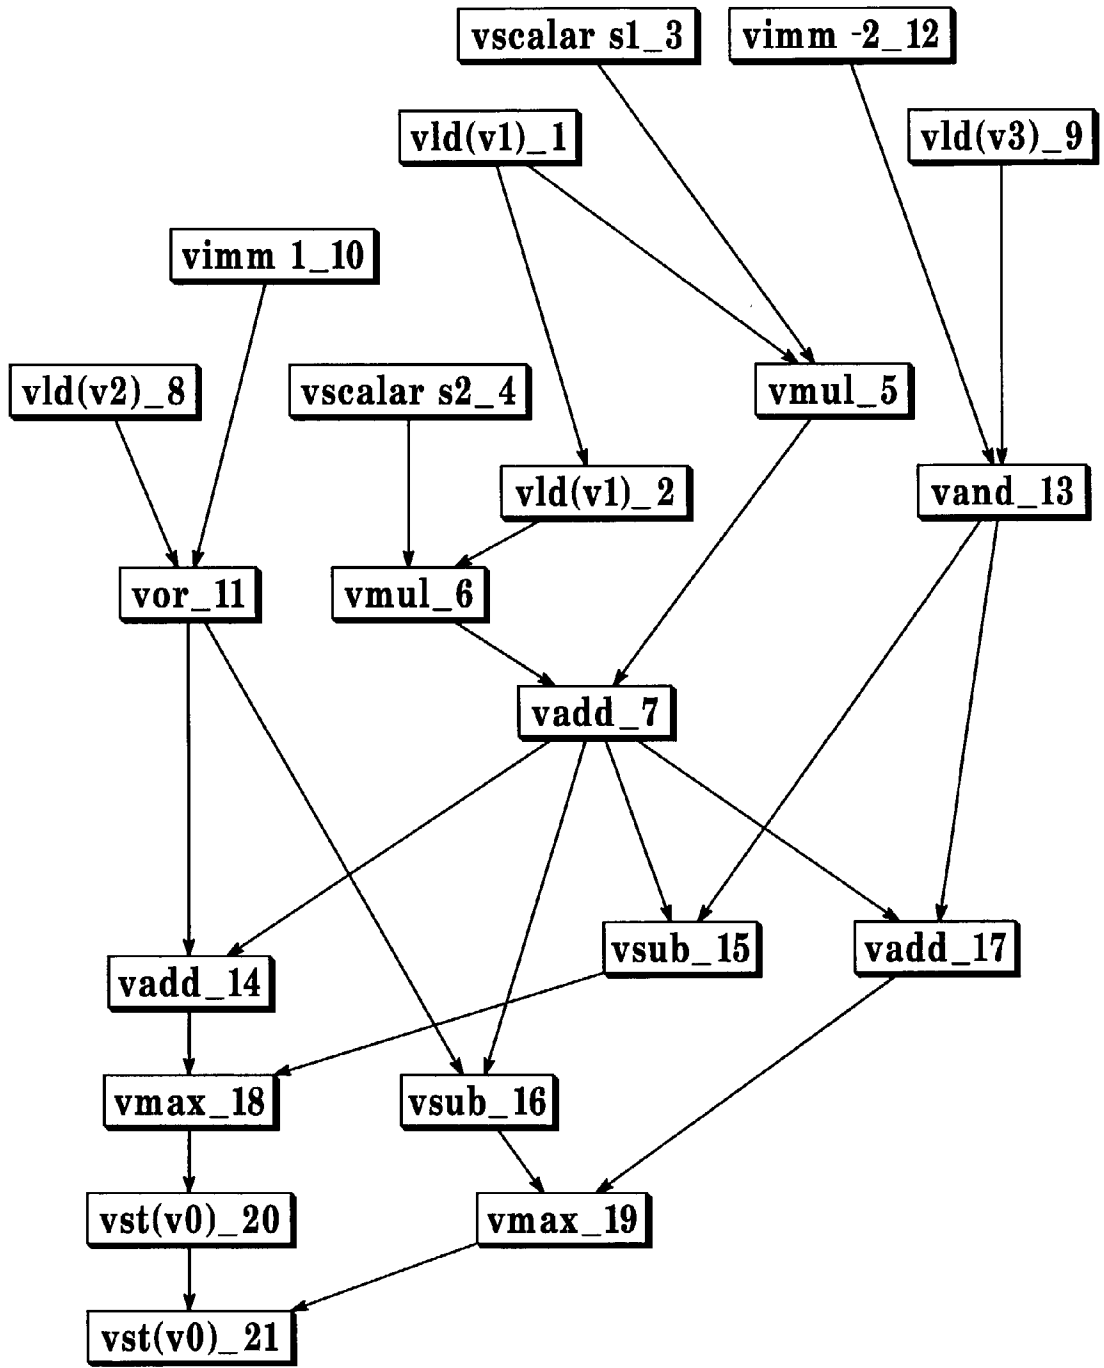 vscalar s1_3
vimm -2_12
vld(v1)_1
vld(v3)_9
vimm 1_10
vld(v2)_8
vscalar s2_4
vmul_5
vld(v1)_2
vand_13
vor_11
vmul_6
vadd_7
vsub_15
vadd_17
vadd_14
vmax_18
vsub_16
vst(v0)_20
vmax_19
vst(v0)_21